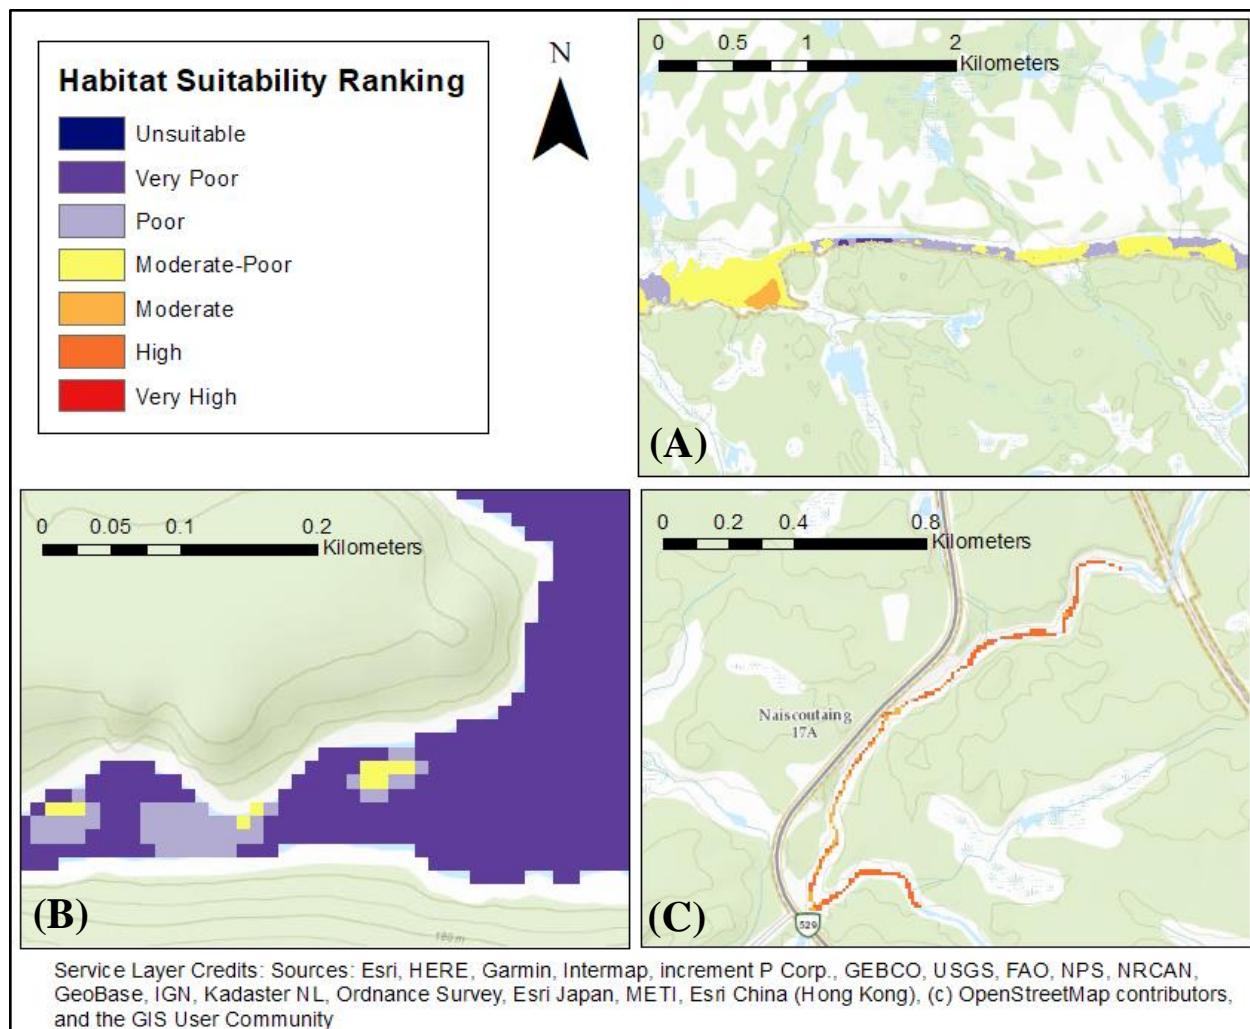 Habitat Suitability Ranking
Unsuitable
Very Poor
Poor
Moderate-Poor
Moderate
High
Very High
N
0 0.5 1 2
Kilometers
(A)
0 0.05 0.1 0.2
Kilometers
180 m
(B)
0 0.2 0.4 0.8
Kilometers
Naiscoutaing
17A
529
(C)
Service Layer Credits: Sources: Esri, HERE, Garmin, Intermap, increment P Corp., GEBCO, USGS, FAO, NPS, NRCAN,
GeoBase, IGN, Kadaster NL, Ordnance Survey, Esri Japan, METI, Esri China (Hong Kong), (c) OpenStreetMap contributors,
and the GIS User Community